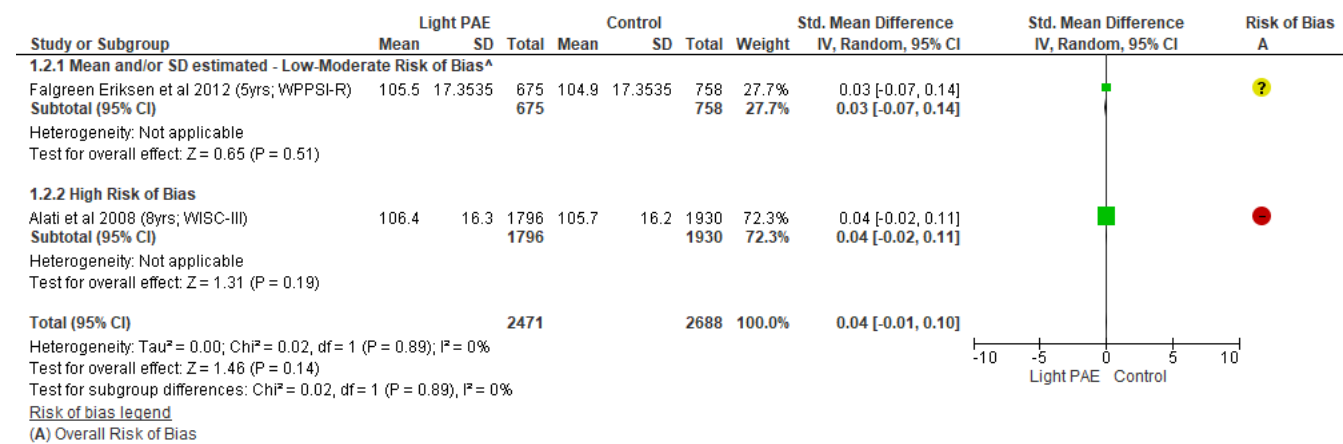 Light PAE Control Std. Mean Difference Std. Mean Difference Risk of Bias
Study or Subgroup Mean SD Total Mean SD Total Weight IV, Random, 95% CI IV, Random, 95% CI A
1.2.1 Mean and/or SD estimated - Low-Moderate Risk of Bias^
Falgreen Eriksen et al 2012 (5yrs; WPPSI-R) 105.5 17.3535 675 104.9 17.3535 758 27.7% 0.03 [-0.07, 0.14] ?
Subtotal (95% CI) 675 758 27.7% 0.03 [-0.07, 0.14]
Heterogeneity: Not applicable
Test for overall effect: Z = 0.65 (P = 0.51)
1.2.2 High Risk of Bias
Alati et al 2008 (8yrs; WISC-III) 106.4 16.3 1796 105.7 16.2 1930 72.3% 0.04 [-0.02, 0.11] -
Subtotal (95% CI) 1796 1930 72.3% 0.04 [-0.02, 0.11]
Heterogeneity: Not applicable
Test for overall effect: Z = 1.31 (P = 0.19)
Total (95% CI) 2471 2688 100.0% 0.04 [-0.01, 0.10]
Heterogeneity: Tau² = 0.00; Chi² = 0.02, df = 1 (P = 0.89); I² = 0%
Test for overall effect: Z = 1.46 (P = 0.14)
Test for subgroup differences: Chi² = 0.02, df = 1 (P = 0.89), I² = 0%
-10 -5 0 5 10
Light PAE Control
Risk of bias legend
(A) Overall Risk of Bias